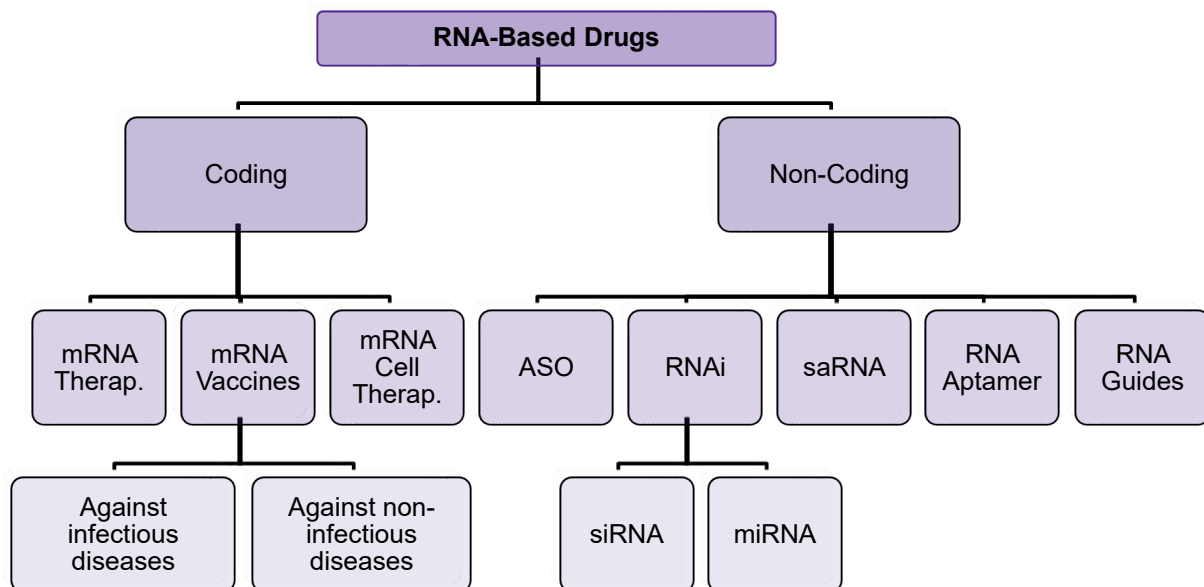 RNA-Based Drugs
Coding
Non-Coding
mRNA
Therap.
mRNA
Vaccines
mRNA
Cell
Therap.
ASO
RNAi
saRNA
RNA
Aptamer
RNA
Guides
Against
infectious
diseases
Against non-
infectious
diseases
siRNA
miRNA